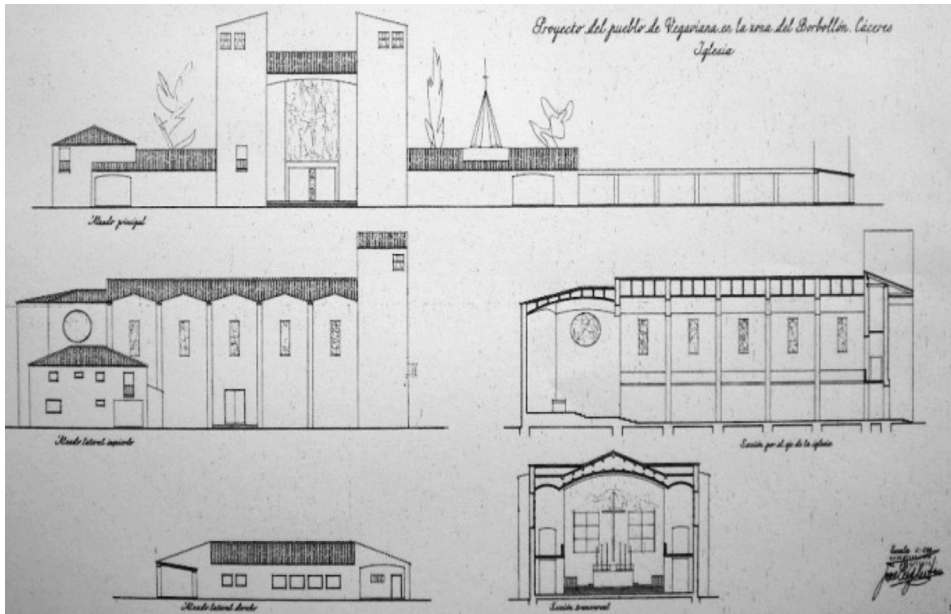 Proyecto del pueblo de Vegaviana en la zona del Borbollón. Cáceres
Iglesia
Alzado principal
Alzado lateral izquierdo
Sección por el eje de la iglesia
Alzado lateral derecho
Sección transversal
Escala